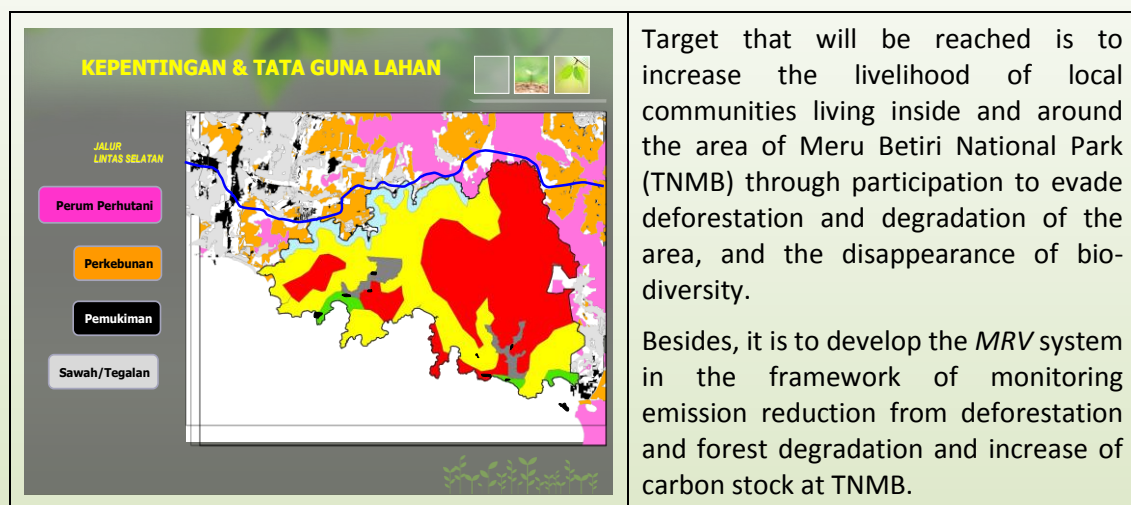 KEPENTINGAN & TATA GUNA LAHAN
JALUR
LINTAS SELATAN
Perum Perhutani
Perkebunan
Pemukiman
Sawah/Tegalan
Target that will be reached is to
increase the livelihood of local
communities living inside and around
the area of Meru Betiri National Park
(TNMB) through participation to evade
deforestation and degradation of the
area, and the disappearance of bio-
diversity.
Besides, it is to develop the MRV system
in the framework of monitoring
emission reduction from deforestation
and forest degradation and increase of
carbon stock at TNMB.